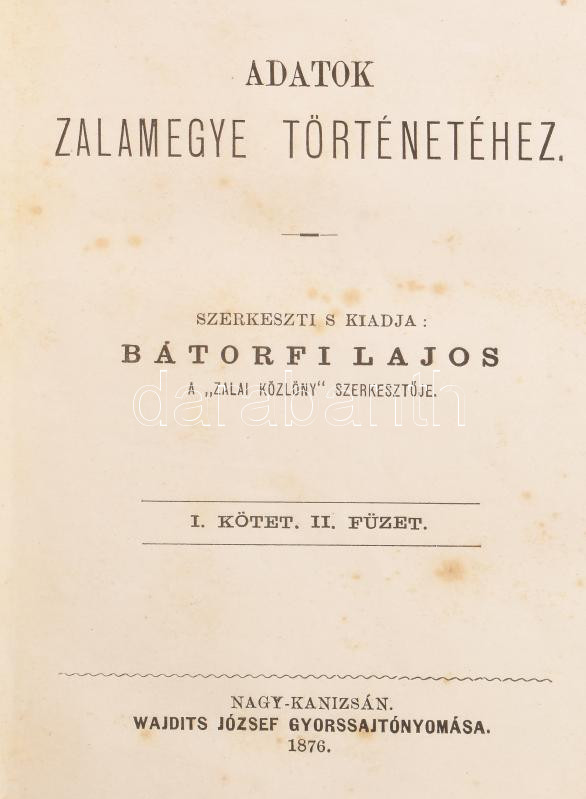 ADATOK
ZALAMEGYE TÖRTÉNETÉHEZ.
SZERKESZTI S KIADJA:
BÁTORFI LAJOS
A „ZALAI KÖZLÖNY“ SZERKESZTŐJE.
darabanth
I. KÖTET. II. FÜZET.
NAGY-KANIZSÁN.
WAJDITS JÓZSEF GYORSSAJTÓNYOMÁSA.
1876.